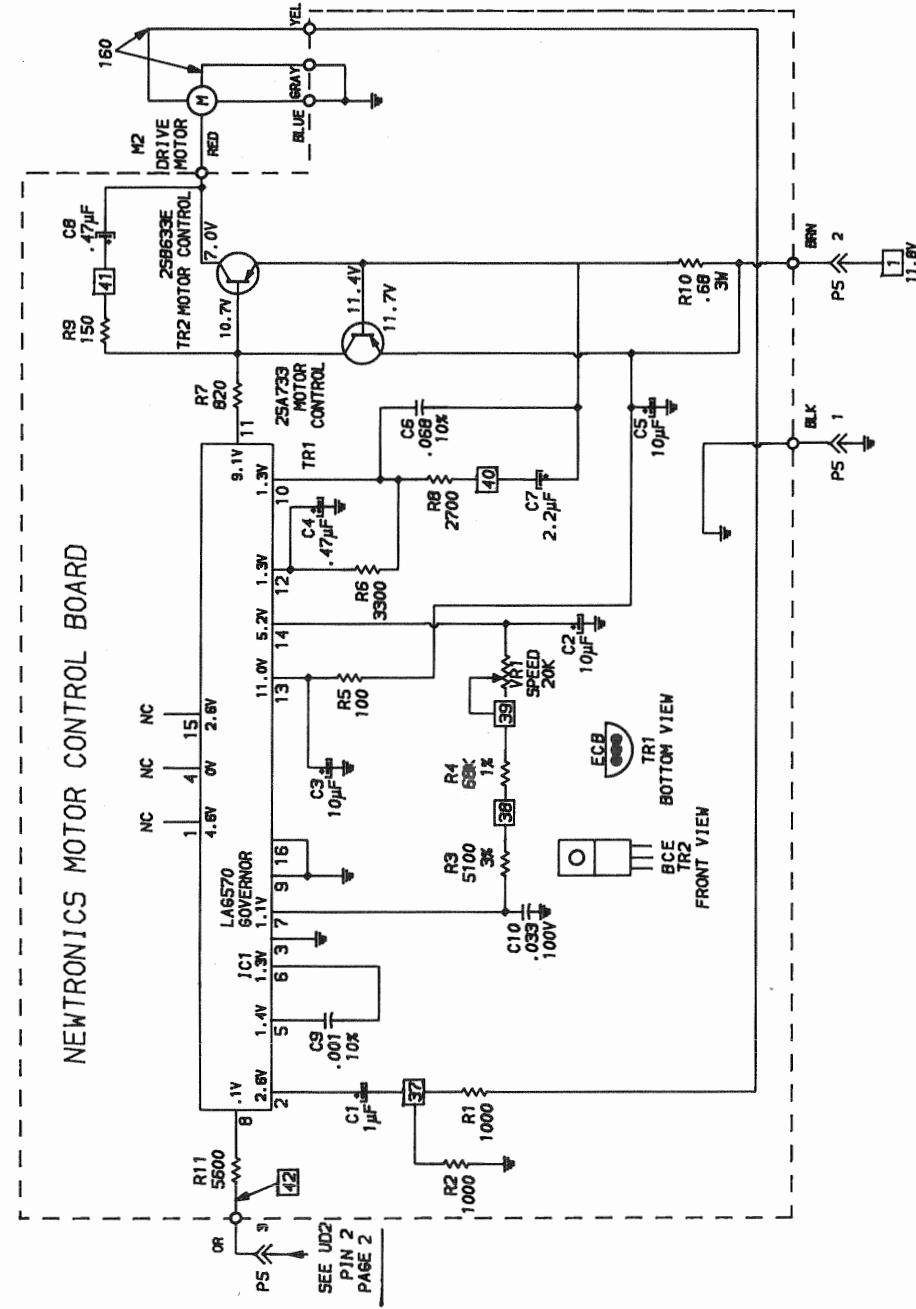 NEWTRONICS MOTOR CONTROL BOARD
NC
NC
NC
1
4
15
4.6V
0V
2.6V
LAG570
GOVERNOR
IC1
8
.1V
2.6V
2
1.4V
5
1.3V
6
3
1.1V
7
9
16
11.0V
13
5.2V
14
1.3V
12
1.3V
10
9.1V
11
R11
5600
42
OR
3
P5
SEE UD2
PIN 2
PAGE 2
C1
1µF
37
R1
1000
R2
1000
C9
.001
10%
C10
.033
100V
R3
5100
3%
38
R4
68K
1%
39
VR1
SPEED
20K
C2
10µF
C3
10µF
R5
100
C4
.47µF
R6
3300
R8
2700
40
C7
2.2µF
C6
.068
10%
C5
10µF
R7
820
TR1
2SA733
MOTOR
CONTROL
11.4V
11.7V
R9
150
41
C8
.47µF
2SB633E
TR2 MOTOR CONTROL
10.7V
7.0V
M2
DRIVE
MOTOR
RED
M
160
BLUE
GRAY
YEL
R10
.68
3W
BRN
P5
2
1
11.8V
BLK
P5
1
ECB
TR1
BOTTOM VIEW
BCE
TR2
FRONT VIEW